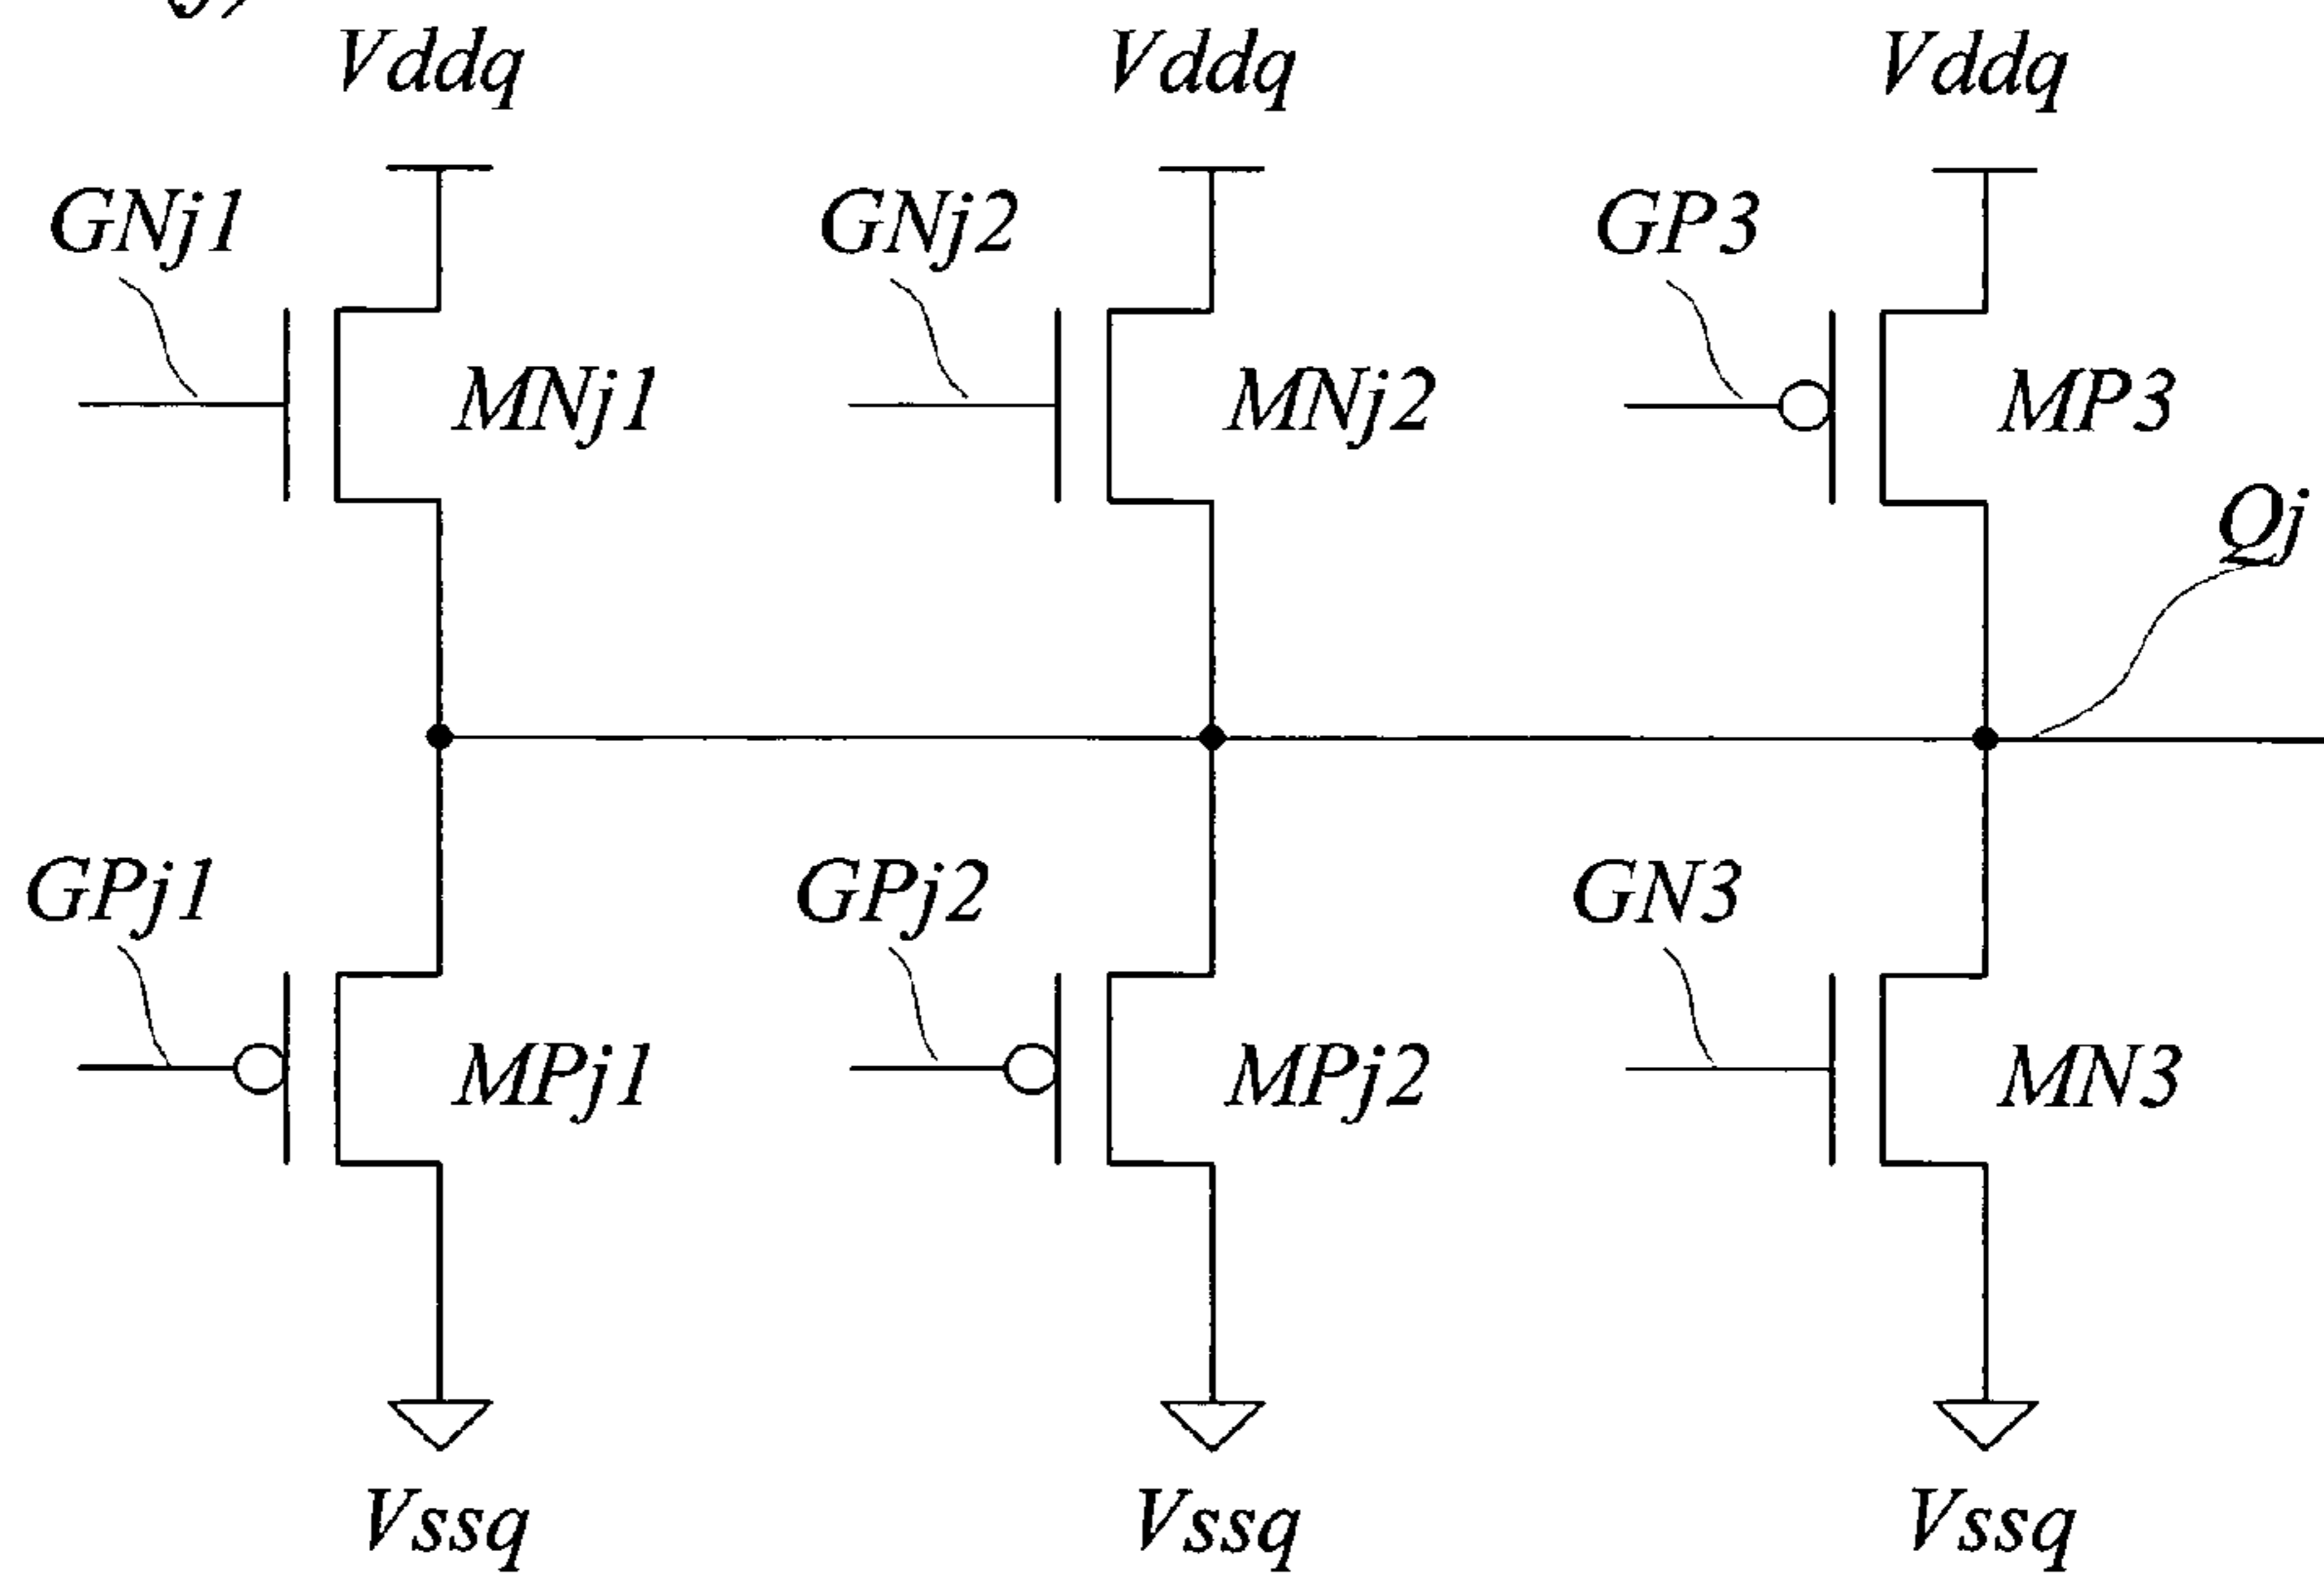 Vddq Vddq Vddq
GNj1 GNj2 GP3
MNj1 MNj2 MP3
Qj
GPj1 GPj2 GN3
MPj1 MPj2 MN3
Vssq Vssq Vssq